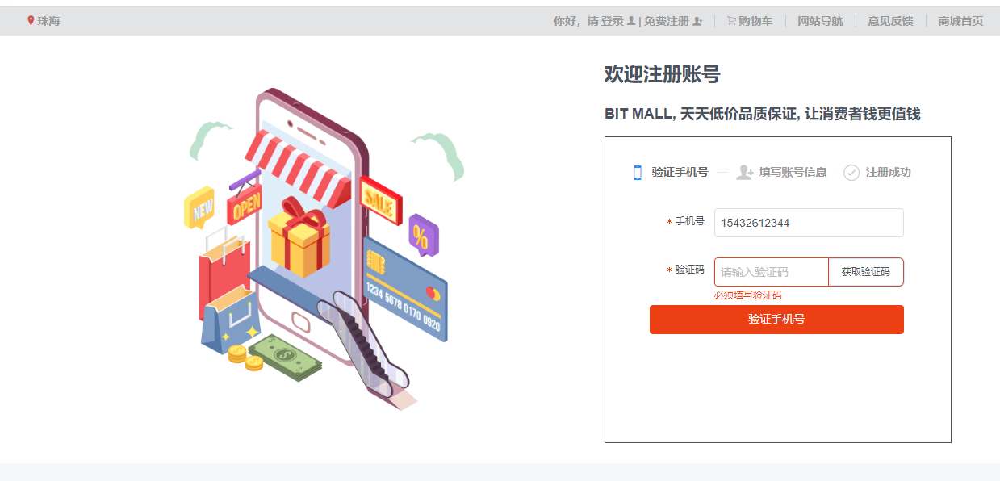 珠海
你好，请 登录 | 免费注册 购物车 网站导航 意见反馈 商城首页
欢迎注册账号
BIT MALL, 天天低价品质保证, 让消费者钱更值钱
验证手机号 填写账号信息 注册成功
* 手机号 15432612344
* 验证码 请输入验证码 获取验证码
必须填写验证码
验证手机号
NEW
OPEN
SALE
%
1234 5678 0170 0920